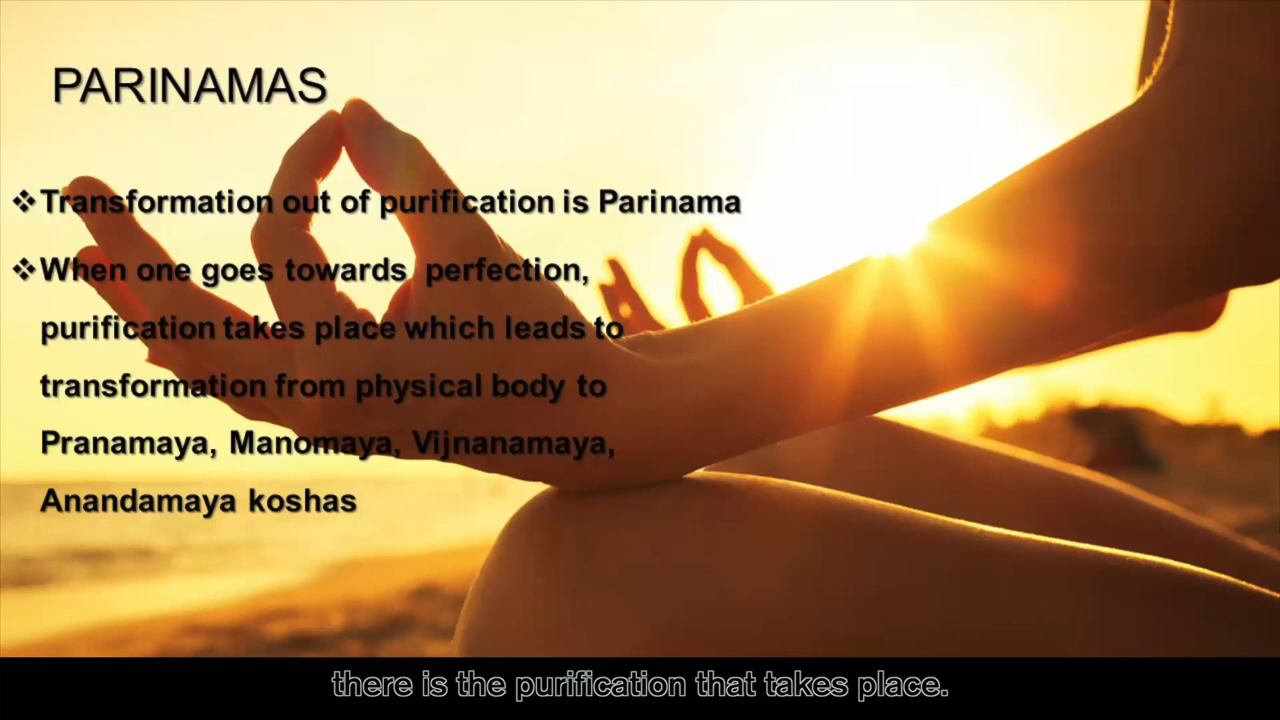 PARINAMAS
❖Transformation out of purification is Parinama
❖When one goes towards perfection,
purification takes place which leads to
transformation from physical body to
Pranamaya, Manomaya, Vijnanamaya,
Anandamaya koshas
there is the purification that takes place.